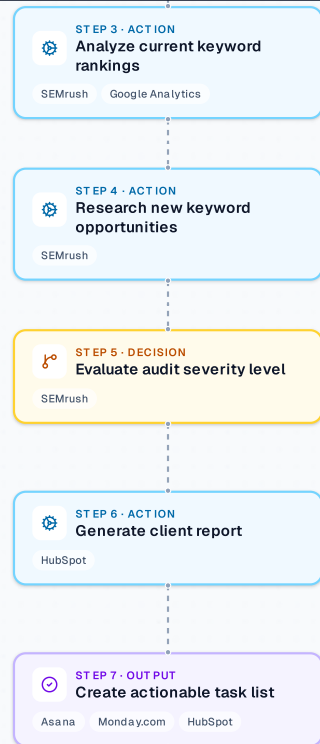 STEP 3 · ACTION
Analyze current keyword
rankings
SEMrush Google Analytics
STEP 4 · ACTION
Research new keyword
opportunities
SEMrush
STEP 5 · DECISION
Evaluate audit severity level
SEMrush
STEP 6 · ACTION
Generate client report
HubSpot
STEP 7 · OUTPUT
Create actionable task list
Asana Monday.com HubSpot